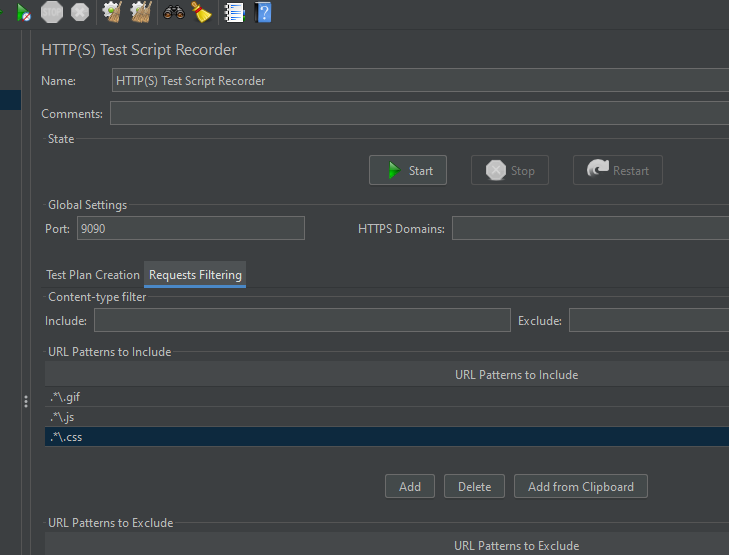 HTTP(S) Test Script Recorder
Name: HTTP(S) Test Script Recorder
Comments:
State
Start Stop Restart
Global Settings
Port: 9090 HTTPS Domains:
Test Plan Creation Requests Filtering
Content-type filter
Include: Exclude:
URL Patterns to Include
URL Patterns to Include
.*\.gif
.*\.js
.*\.css
Add Delete Add from Clipboard
URL Patterns to Exclude
URL Patterns to Exclude